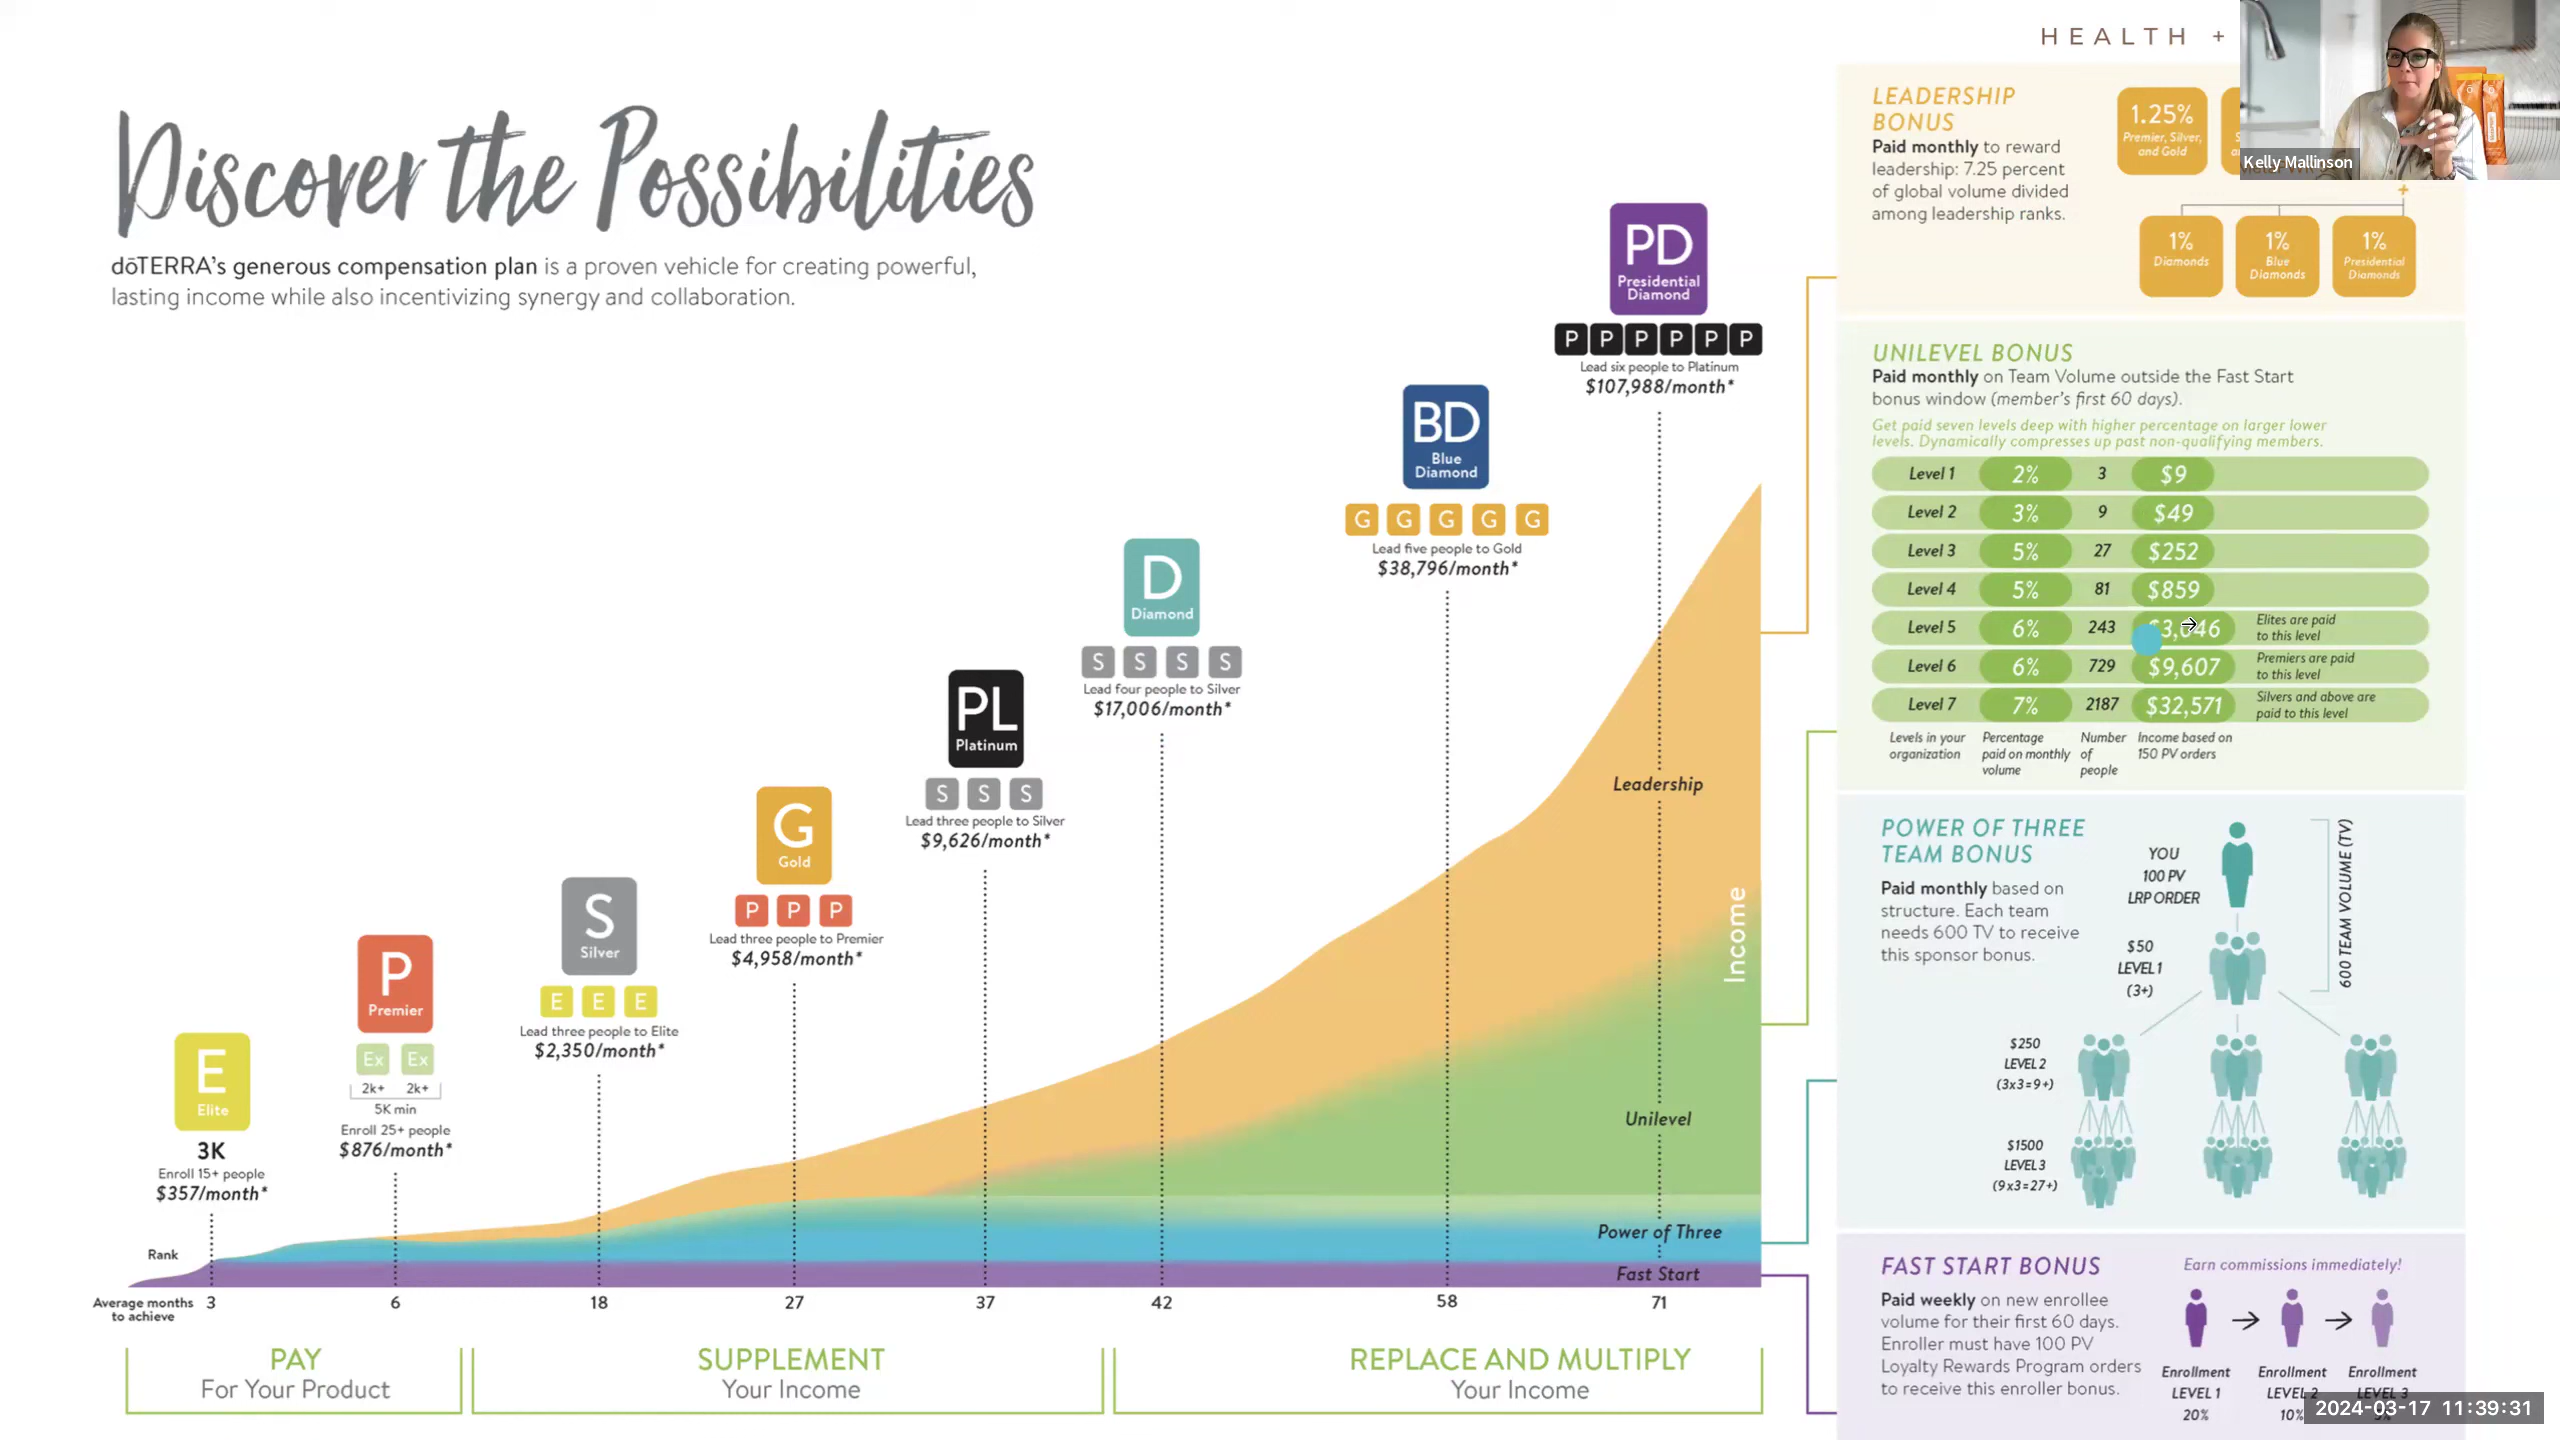 HEALTH +
Discover the Possibilities
dōTERRA's generous compensation plan is a proven vehicle for creating powerful,
lasting income while also incentivizing synergy and collaboration.
E
Elite
3K
Enroll 15+ people
$357/month*
P
Premier
Ex Ex
2k+ 2k+
5K min
Enroll 25+ people
$876/month*
S
Silver
E E E
Lead three people to Elite
$2,350/month*
G
Gold
P P P
Lead three people to Premier
$4,958/month*
PL
Platinum
S S S
Lead three people to Silver
$9,626/month*
D
Diamond
S S S S
Lead four people to Silver
$17,006/month*
BD
Blue
Diamond
G G G G G
Lead five people to Gold
$38,796/month*
PD
Presidential
Diamond
P P P P P P
Lead six people to Platinum
$107,988/month*
Leadership
Income
Unilevel
Power of Three
Fast Start
Rank
Average months
to achieve
3 6 18 27 37 42 58 71
PAY
For Your Product
SUPPLEMENT
Your Income
REPLACE AND MULTIPLY
Your Income
LEADERSHIP
BONUS
Paid monthly to reward
leadership: 7.25 percent
of global volume divided
among leadership ranks.
1.25%
Premier, Silver,
and Gold
Kelly Mallinson
+
1%
Diamonds
1%
Blue
Diamonds
1%
Presidential
Diamonds
UNILEVEL BONUS
Paid monthly on Team Volume outside the Fast Start
bonus window (member's first 60 days).
Get paid seven levels deep with higher percentage on larger lower
levels. Dynamically compresses up past non-qualifying members.
Level 1 2% 3 $9
Level 2 3% 9 $49
Level 3 5% 27 $252
Level 4 5% 81 $859
Level 5 6% 243 $3,046 Elites are paid
to this level
Level 6 6% 729 $9,607 Premiers are paid
to this level
Level 7 7% 2187 $32,571 Silvers and above are
paid to this level
Levels in your
organization
Percentage
paid on monthly
volume
Number
of
people
Income based on
150 PV orders
POWER OF THREE
TEAM BONUS
Paid monthly based on
structure. Each team
needs 600 TV to receive
this sponsor bonus.
YOU
100 PV
LRP ORDER
$50
LEVEL 1
(3+)
600 TEAM VOLUME (TV)
$250
LEVEL 2
(3x3=9+)
$1500
LEVEL 3
(9x3=27+)
FAST START BONUS
Earn commissions immediately!
Paid weekly on new enrollee
volume for their first 60 days.
Enroller must have 100 PV
Loyalty Rewards Program orders
to receive this enroller bonus.
Enrollment
LEVEL 1
20%
Enrollment
LEVEL 2
10%
Enrollment
LEVEL 3
2024-03-17 11:39:31